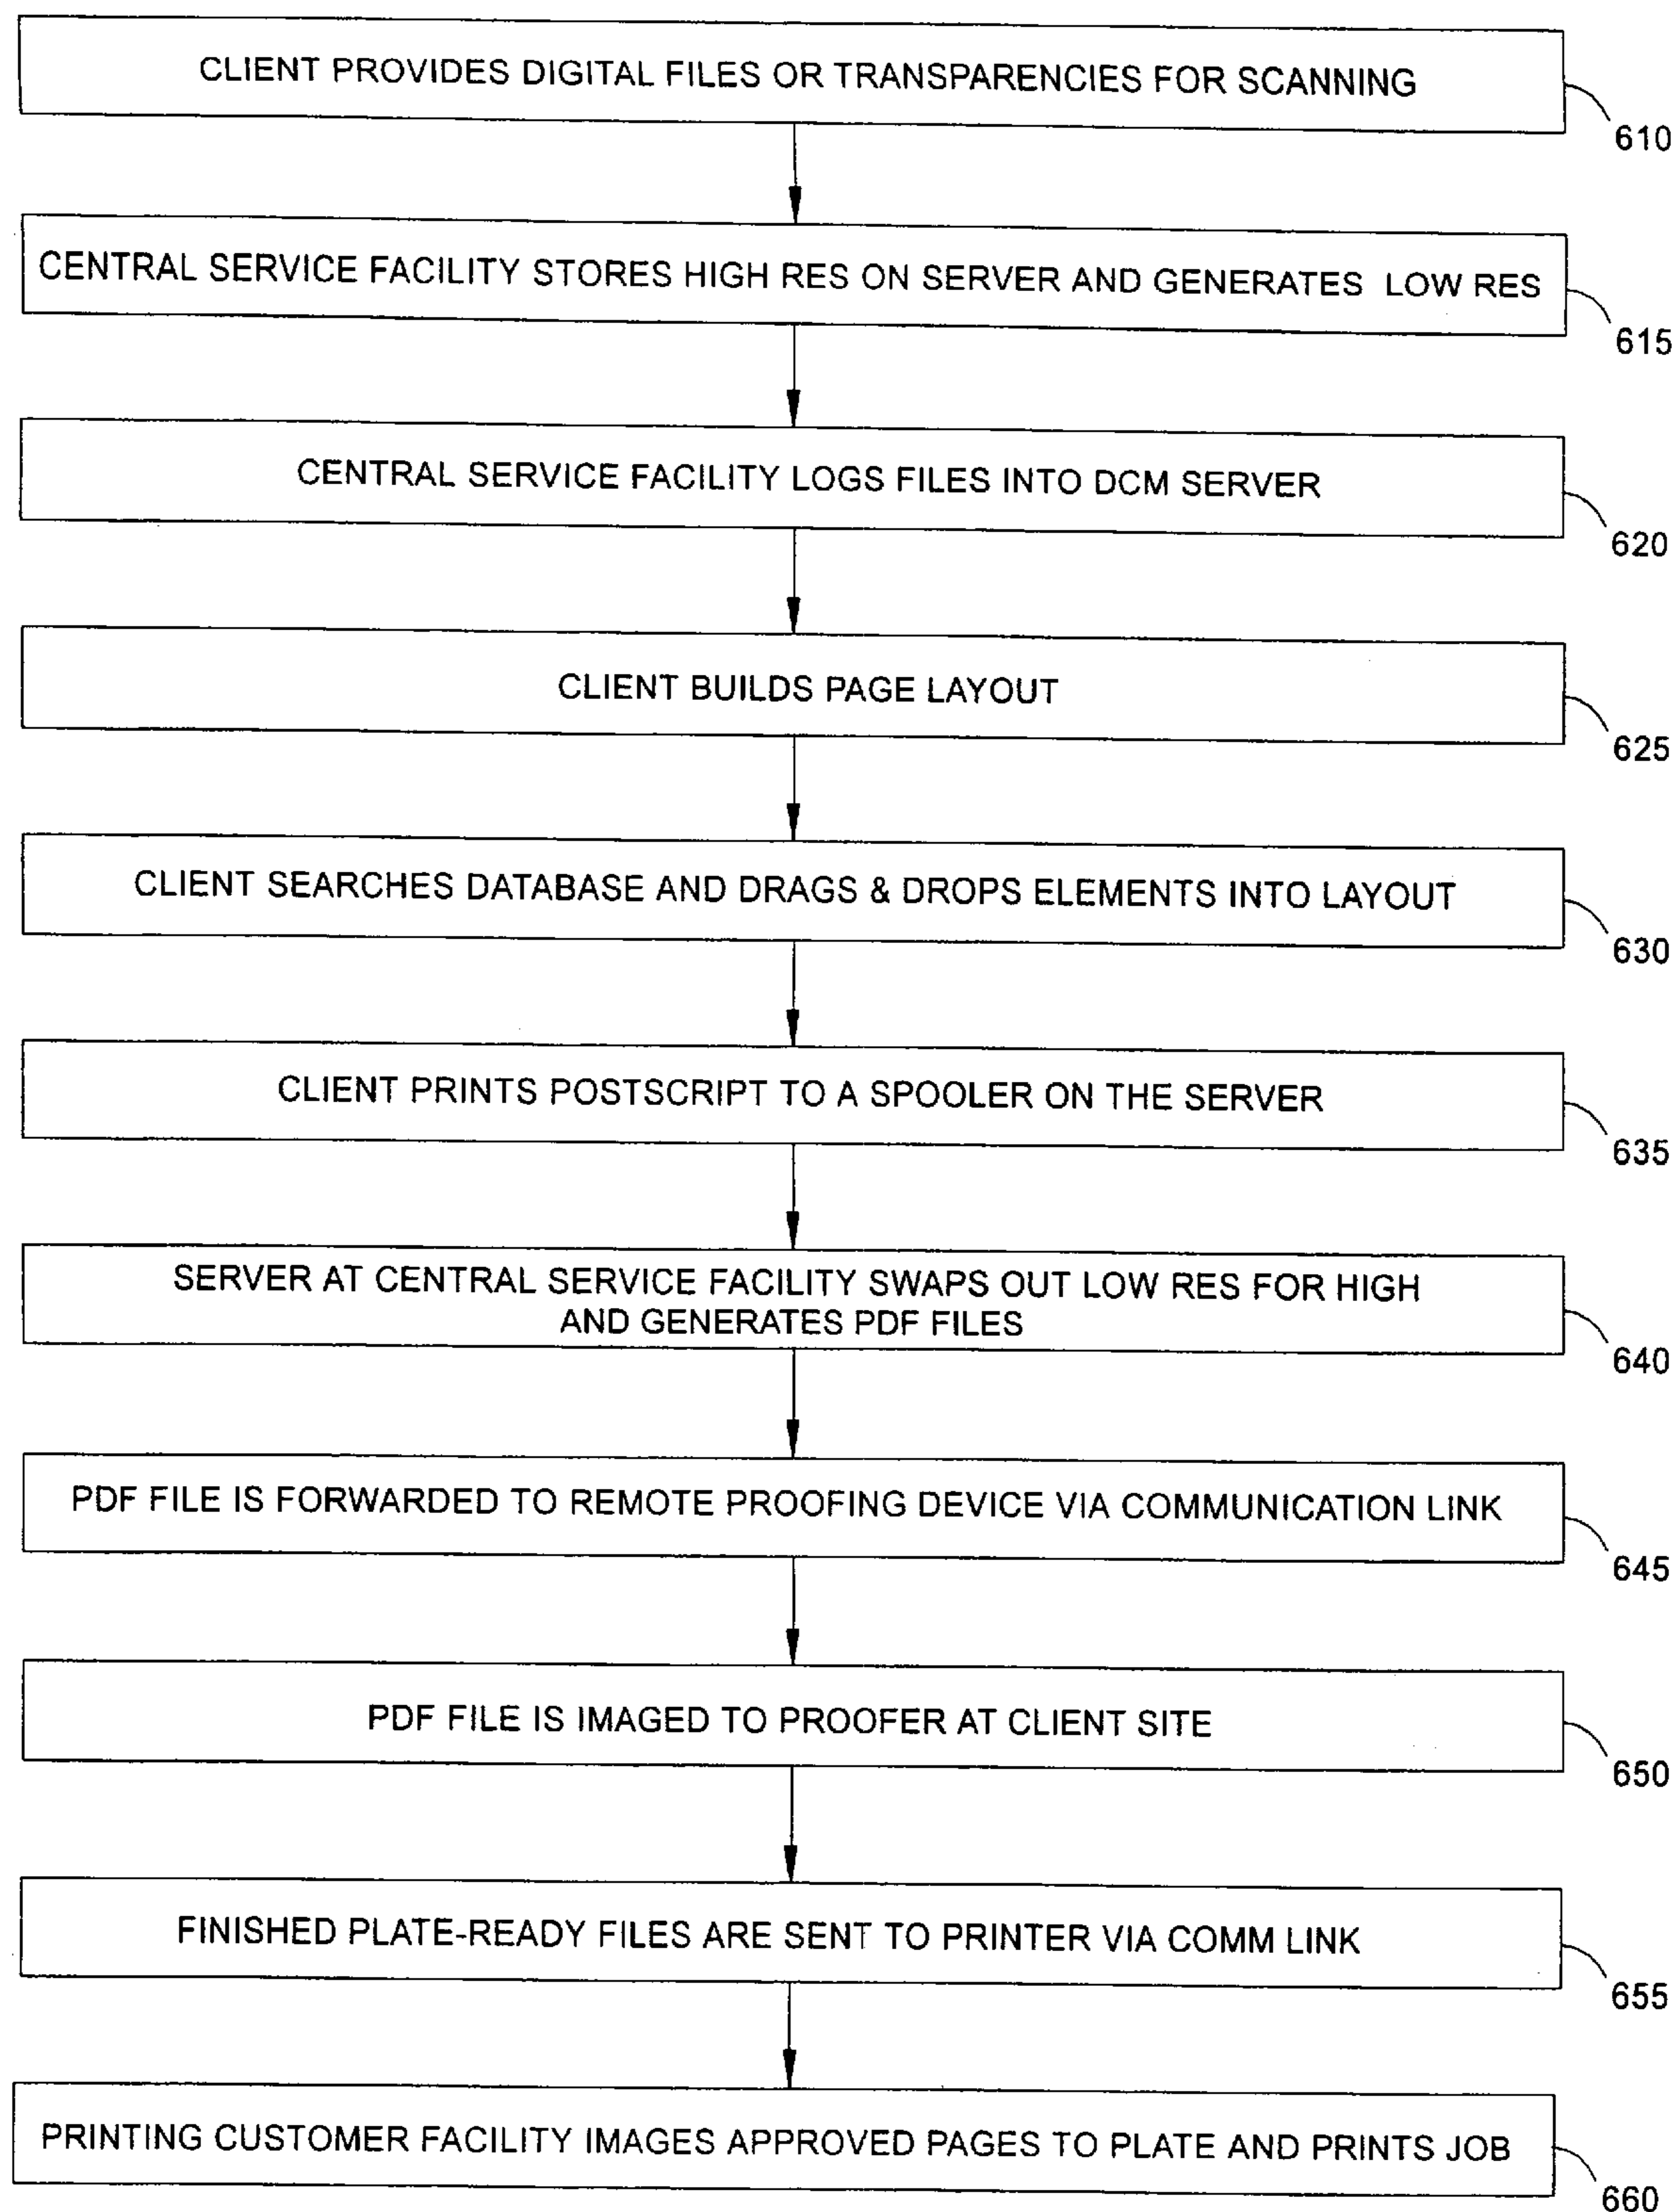 CLIENT PROVIDES DIGITAL FILES OR TRANSPARENCIES FOR SCANNING
610
CENTRAL SERVICE FACILITY STORES HIGH RES ON SERVER AND GENERATES LOW RES
615
CENTRAL SERVICE FACILITY LOGS FILES INTO DCM SERVER
620
CLIENT BUILDS PAGE LAYOUT
625
CLIENT SEARCHES DATABASE AND DRAGS & DROPS ELEMENTS INTO LAYOUT
630
CLIENT PRINTS POSTSCRIPT TO A SPOOLER ON THE SERVER
635
SERVER AT CENTRAL SERVICE FACILITY SWAPS OUT LOW RES FOR HIGH
AND GENERATES PDF FILES
640
PDF FILE IS FORWARDED TO REMOTE PROOFING DEVICE VIA COMMUNICATION LINK
645
PDF FILE IS IMAGED TO PROOFER AT CLIENT SITE
650
FINISHED PLATE-READY FILES ARE SENT TO PRINTER VIA COMM LINK
655
PRINTING CUSTOMER FACILITY IMAGES APPROVED PAGES TO PLATE AND PRINTS JOB
660